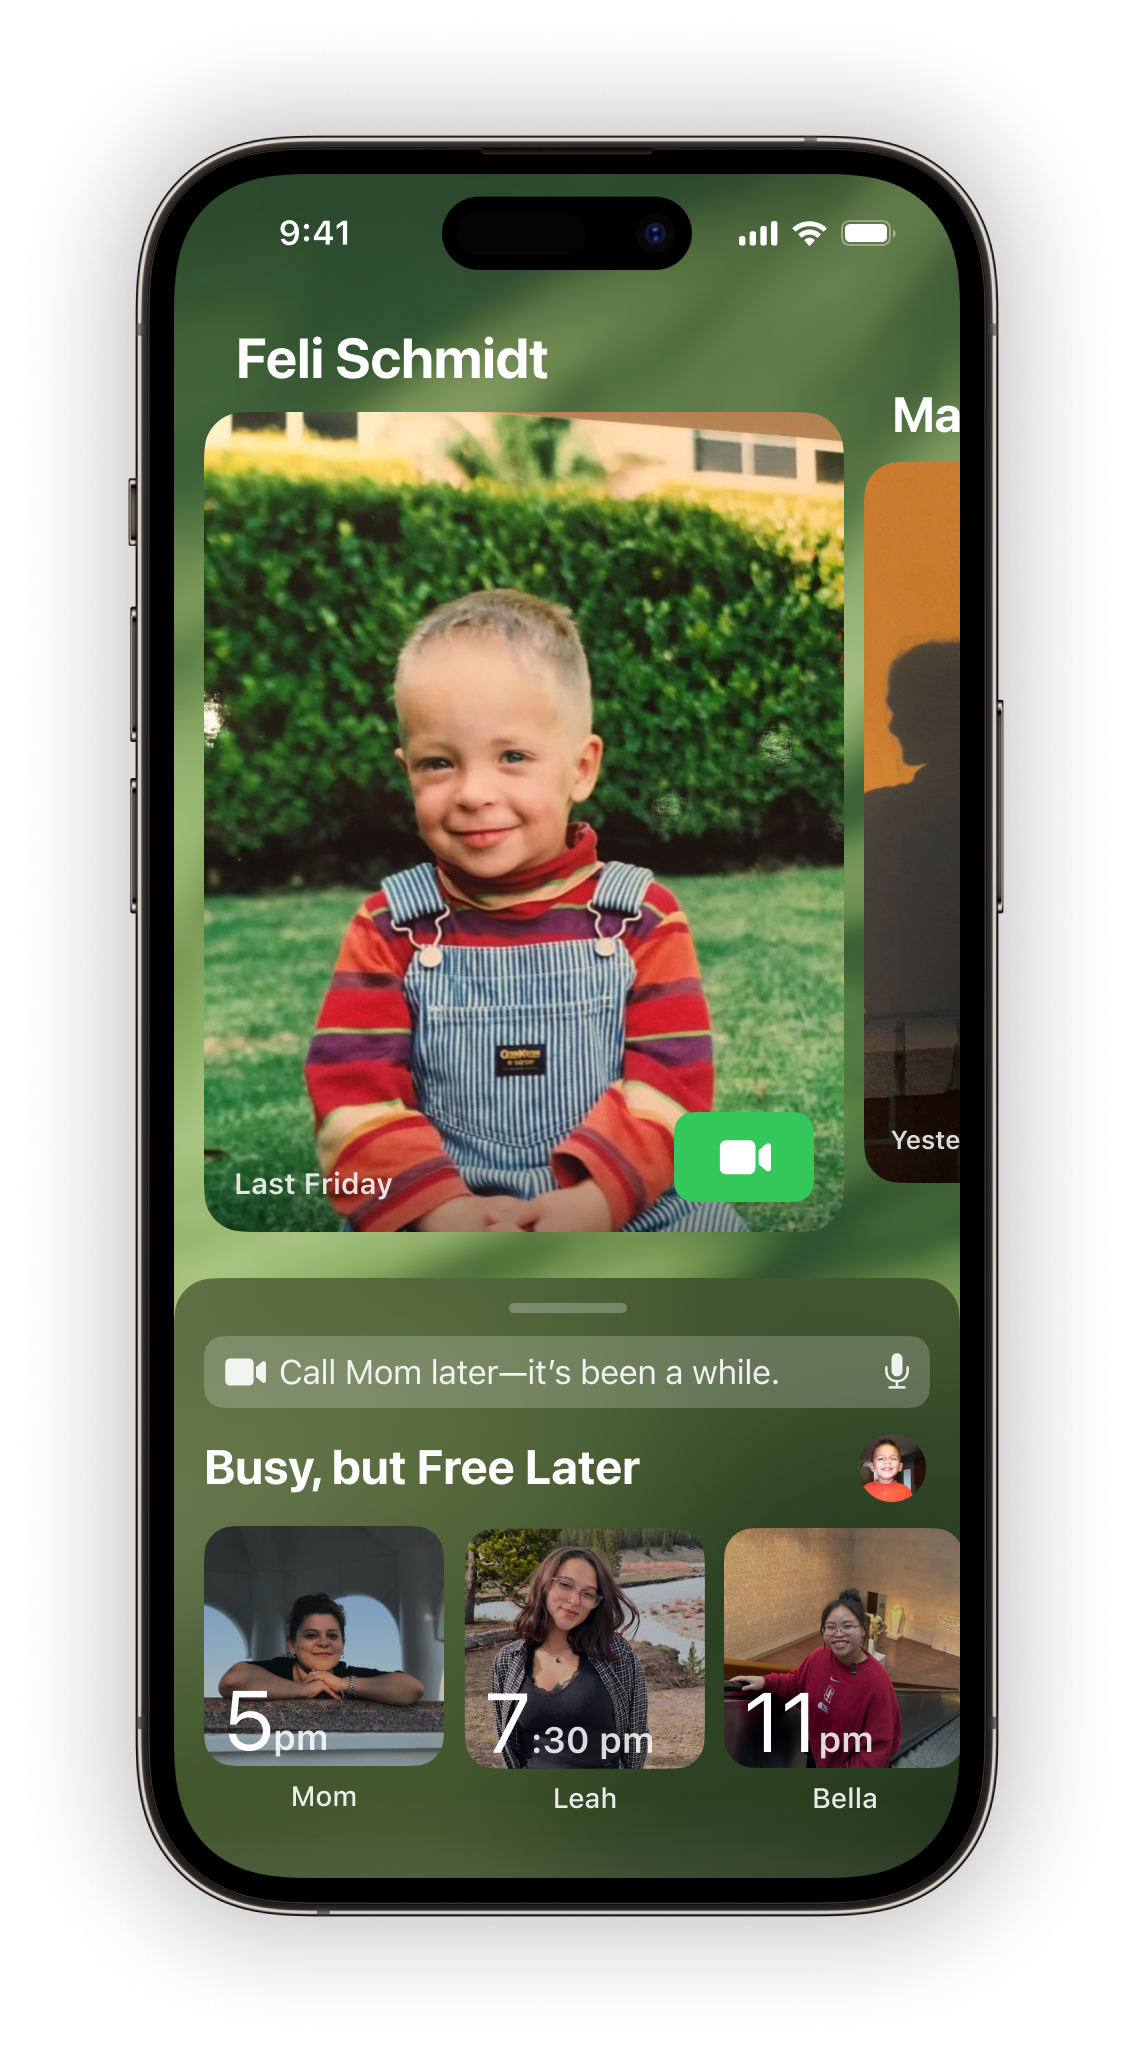 9:41
Feli Schmidt
Ma
Last Friday
Yeste
Call Mom later—it’s been a while.
Busy, but Free Later
5pm
7:30 pm
11pm
Mom
Leah
Bella